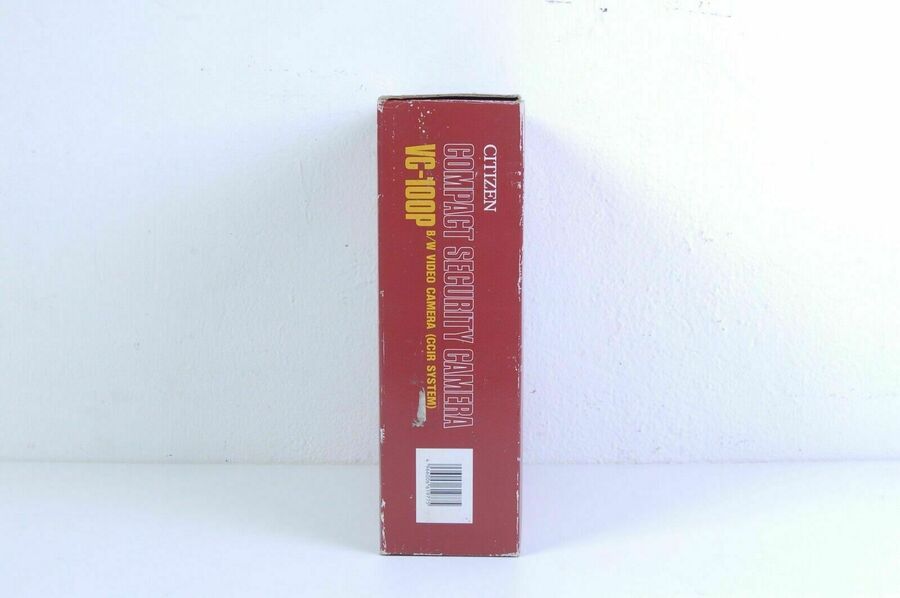 CITIZEN
COMPACT SECURITY CAMERA
VC-100P B/W VIDEO CAMERA (CCIR SYSTEM)